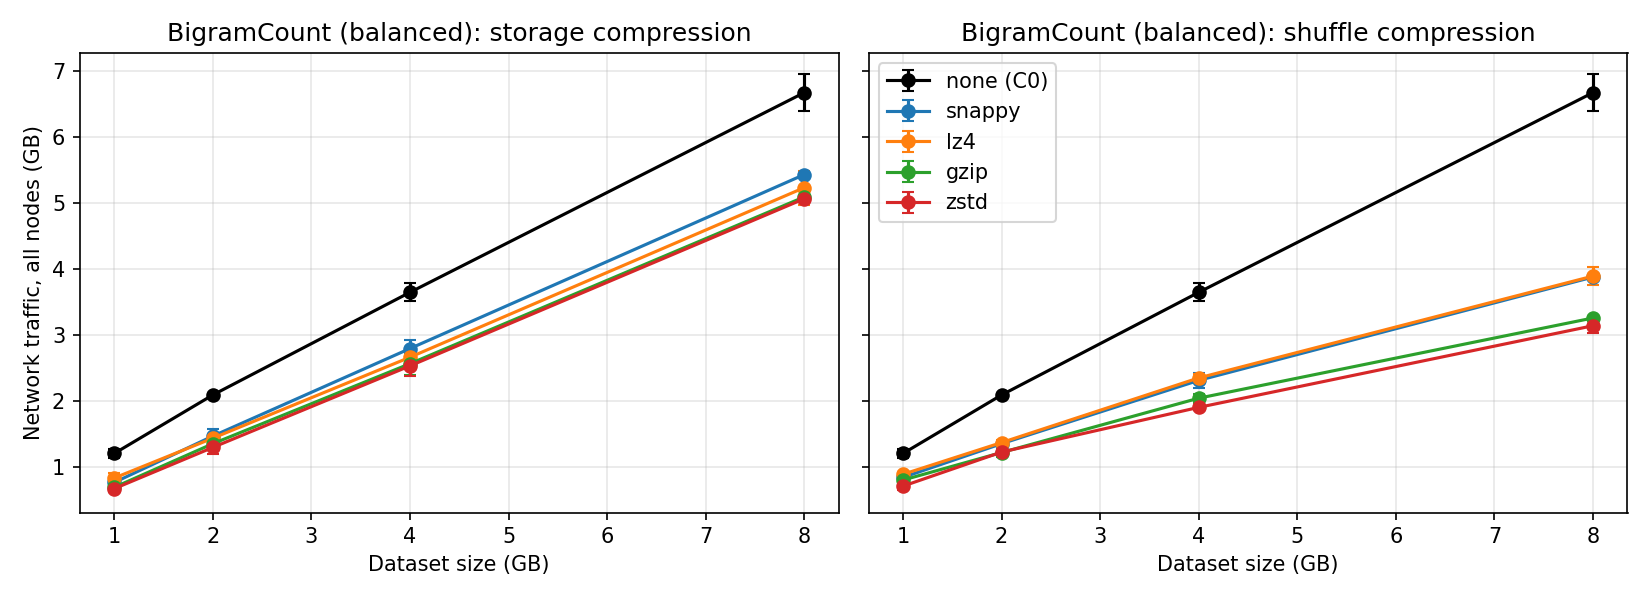 BigramCount (balanced): storage compression
7
6
5
4
3
2
1
Network traffic, all nodes (GB)
1 2 3 4 5 6 7 8
Dataset size (GB)
BigramCount (balanced): shuffle compression
none (C0)
snappy
lz4
gzip
zstd
1 2 3 4 5 6 7 8
Dataset size (GB)